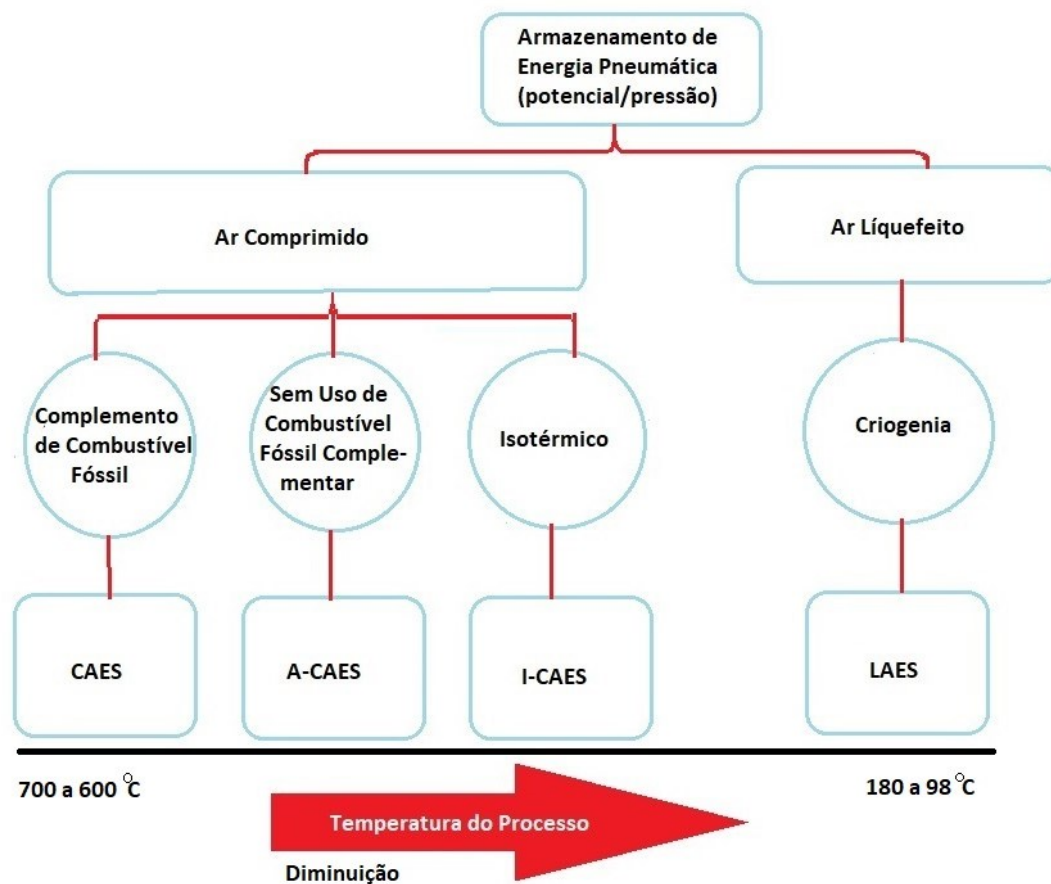 Armazenamento de
Energia Pneumática
(potencial/pressão)
Ar Comprimido
Ar Líquefeito
Complemento
de Combustível
Fóssil
Sem Uso de
Combustível
Fóssil Comple-
mentar
Isotérmico
Criogenia
CAES
A-CAES
I-CAES
LAES
700 a 600 °C
180 a 98 °C
Temperatura do Processo
Diminuição